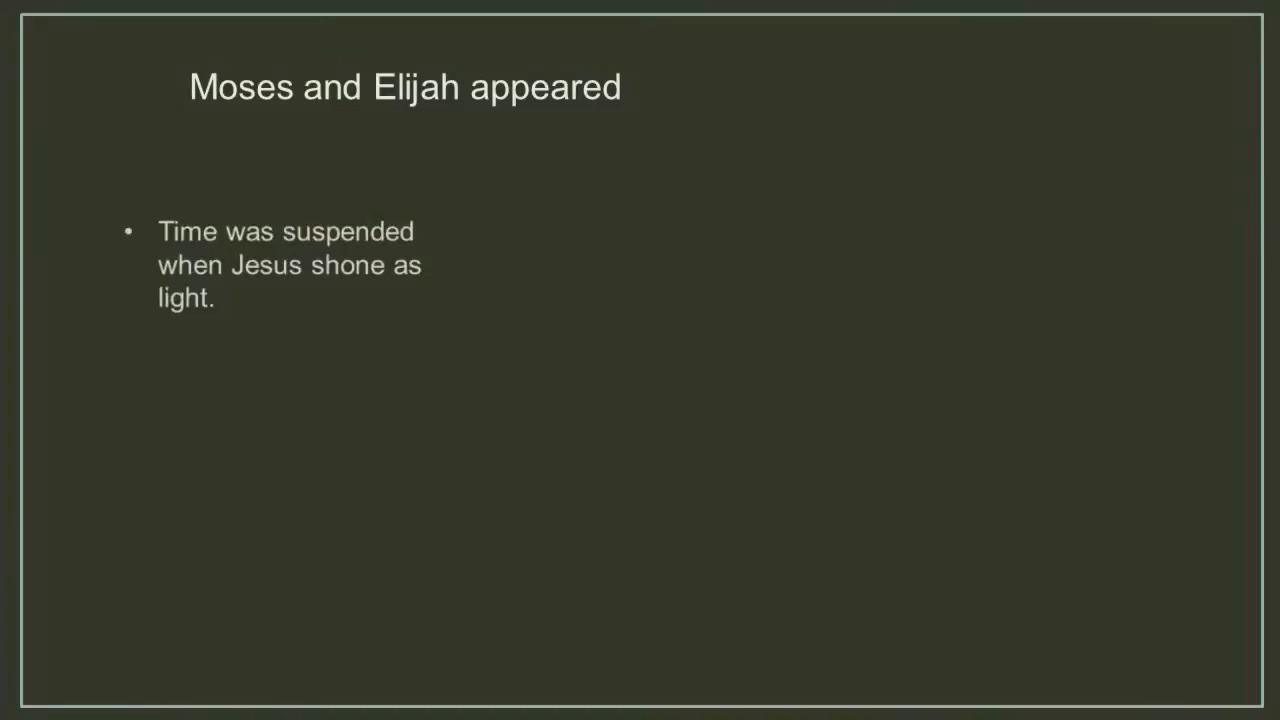 Moses and Elijah appeared
• Time was suspended
when Jesus shone as
light.